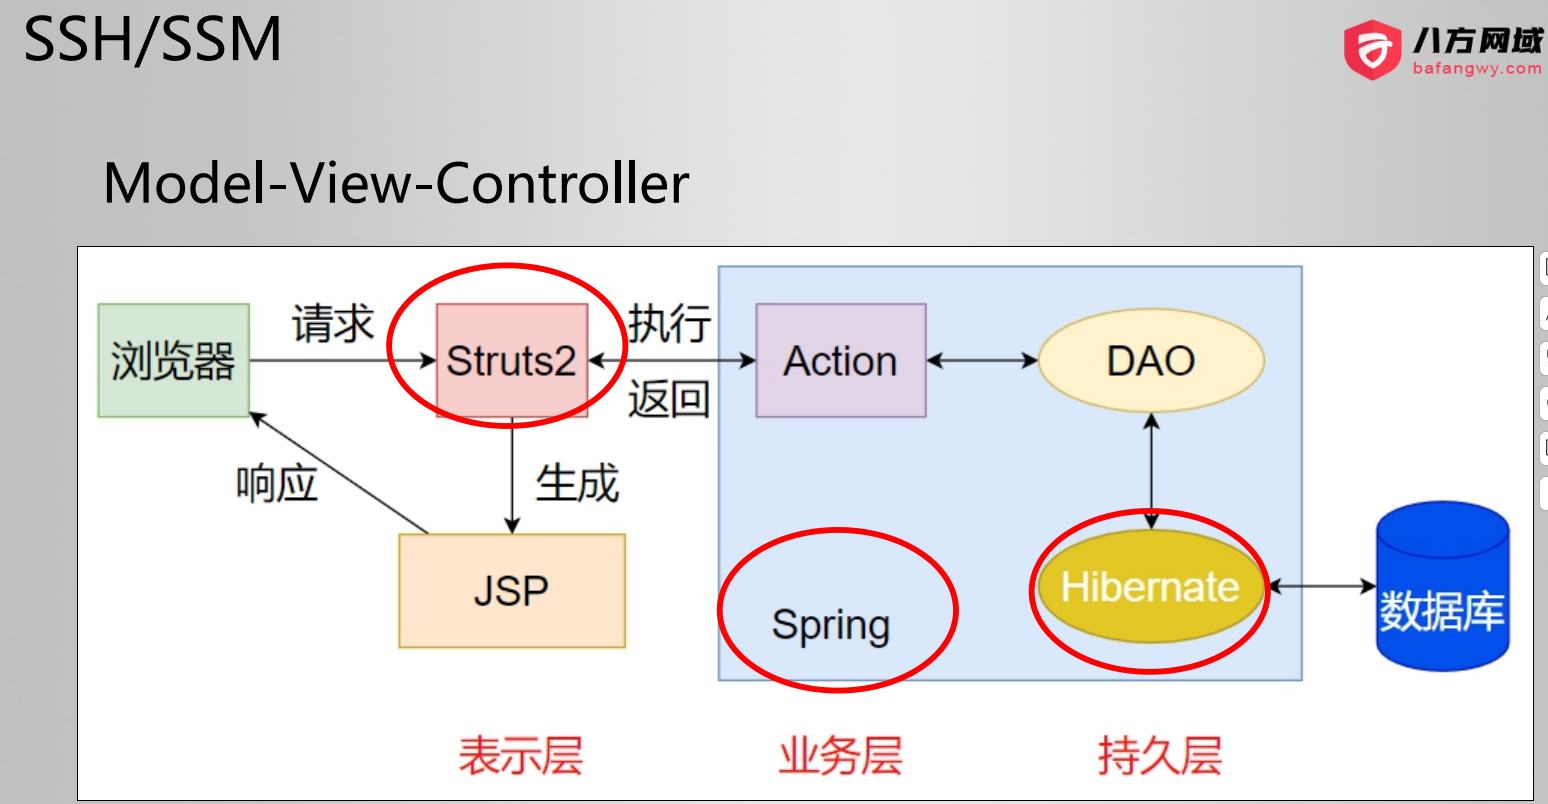 SSH/SSM
八方网域
bafangwy.com
Model-View-Controller
浏览器
请求
Struts2
执行
返回
Action
DAO
响应
生成
JSP
Spring
Hibernate
数据库
表示层
业务层
持久层